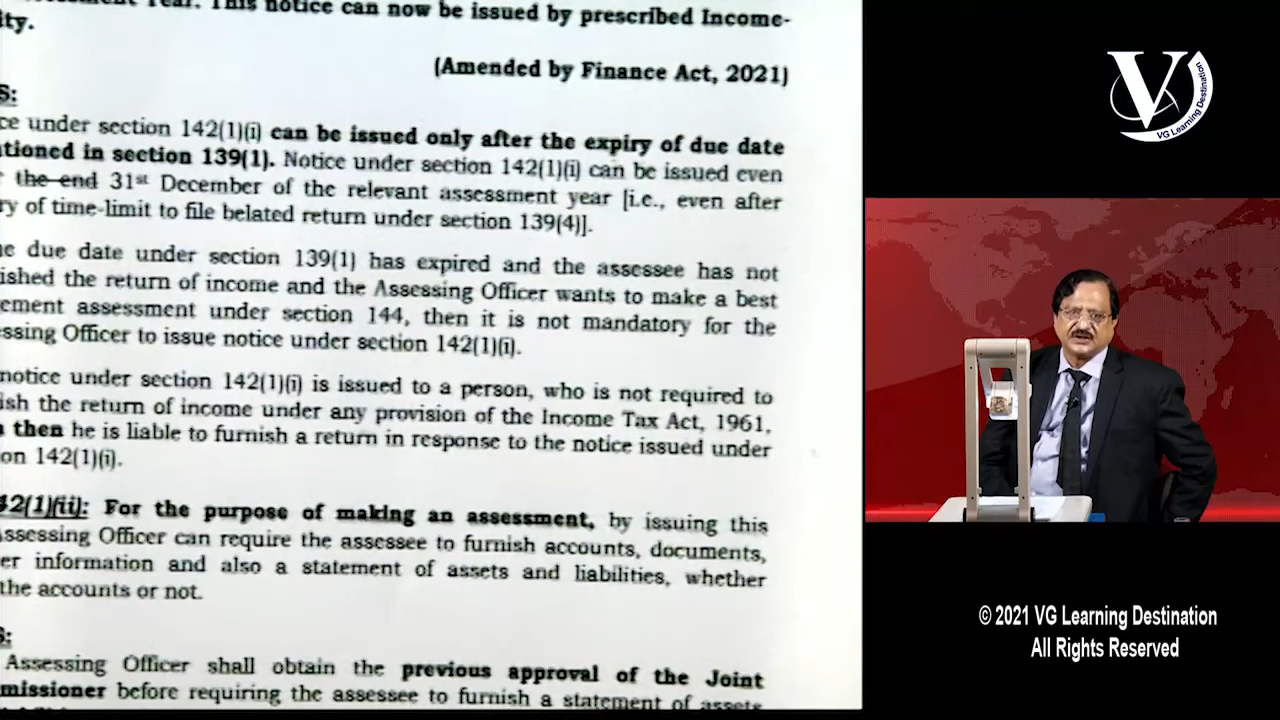 essment Year. This notice can now be issued by prescribed Income-
ity.
(Amended by Finance Act, 2021)
S:
ce under section 142(1)(i) can be issued only after the expiry of due date
tioned in section 139(1). Notice under section 142(1)(i) can be issued even
the end 31st December of the relevant assessment year [i.e., even after
ry of time-limit to file belated return under section 139(4)].
e due date under section 139(1) has expired and the assessee has not
ished the return of income and the Assessing Officer wants to make a best
ement assessment under section 144, then it is not mandatory for the
essing Officer to issue notice under section 142(1)(i).
notice under section 142(1)(i) is issued to a person, who is not required to
ish the return of income under any provision of the Income Tax Act, 1961,
then he is liable to furnish a return in response to the notice issued under
on 142(1)(i).
42(1)(ii): For the purpose of making an assessment, by issuing this
Assessing Officer can require the assessee to furnish accounts, documents,
er information and also a statement of assets and liabilities, whether
the accounts or not.
S:
Assessing Officer shall obtain the previous approval of the Joint
missioner before requiring the assessee to furnish a statement of assets
V
VG Learning Destination
© 2021 VG Learning Destination
All Rights Reserved